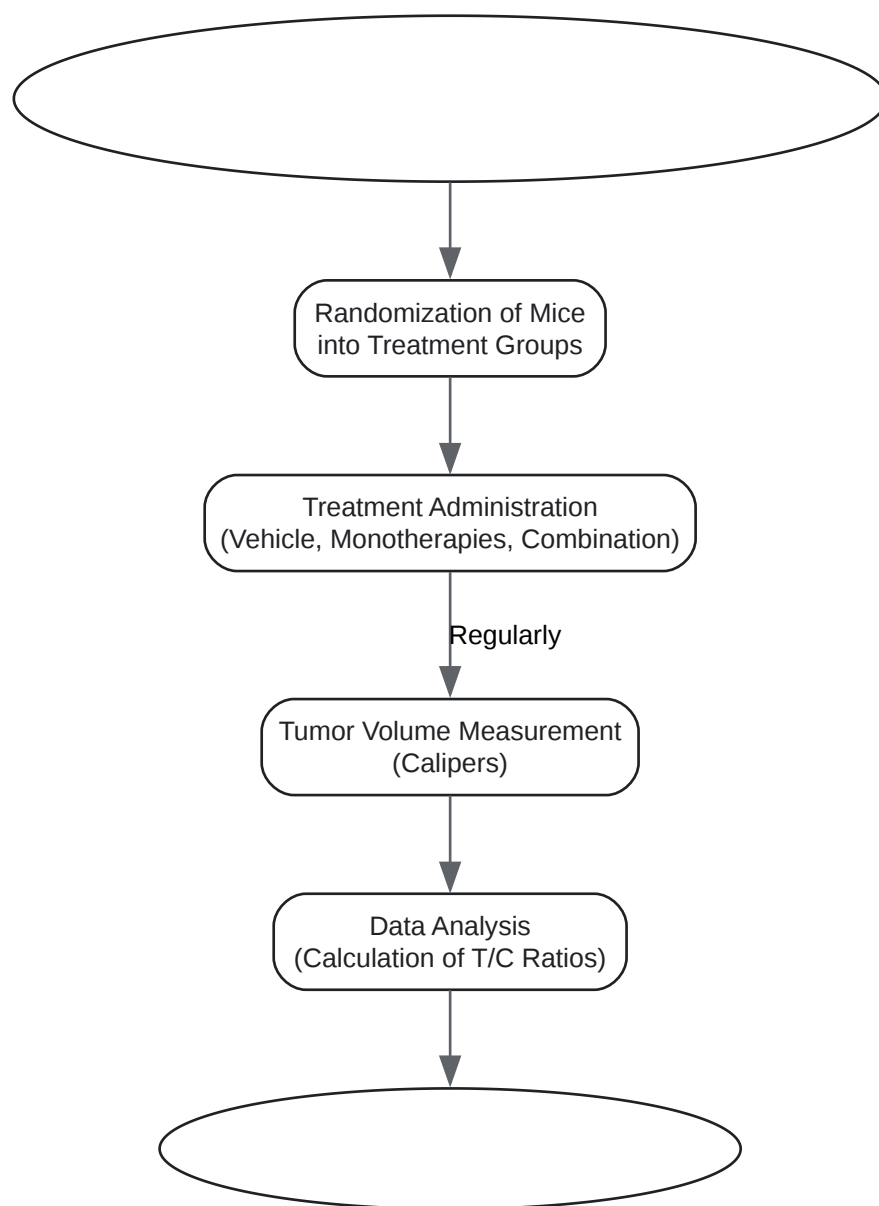 Randomization of Mice
into Treatment Groups
Treatment Administration
(Vehicle, Monotherapies, Combination)
Regularly
Tumor Volume Measurement
(Calipers)
Data Analysis
(Calculation of T/C Ratios)